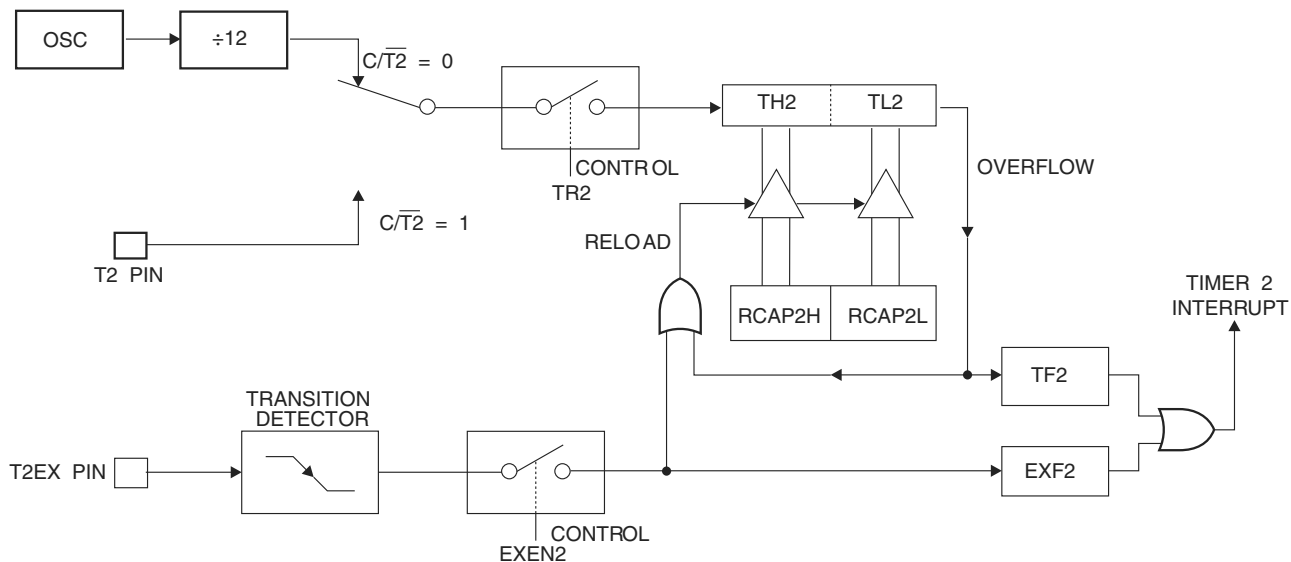 OSC
÷12
C/T2̅ = 0
TH2
TL2
CONTROL
TR2
OVERFLOW
C/T2̅ = 1
RELOAD
T2 PIN
RCAP2H
RCAP2L
TIMER 2
INTERRUPT
TF2
TRANSITION
DETECTOR
T2EX PIN
EXF2
CONTROL
EXEN2